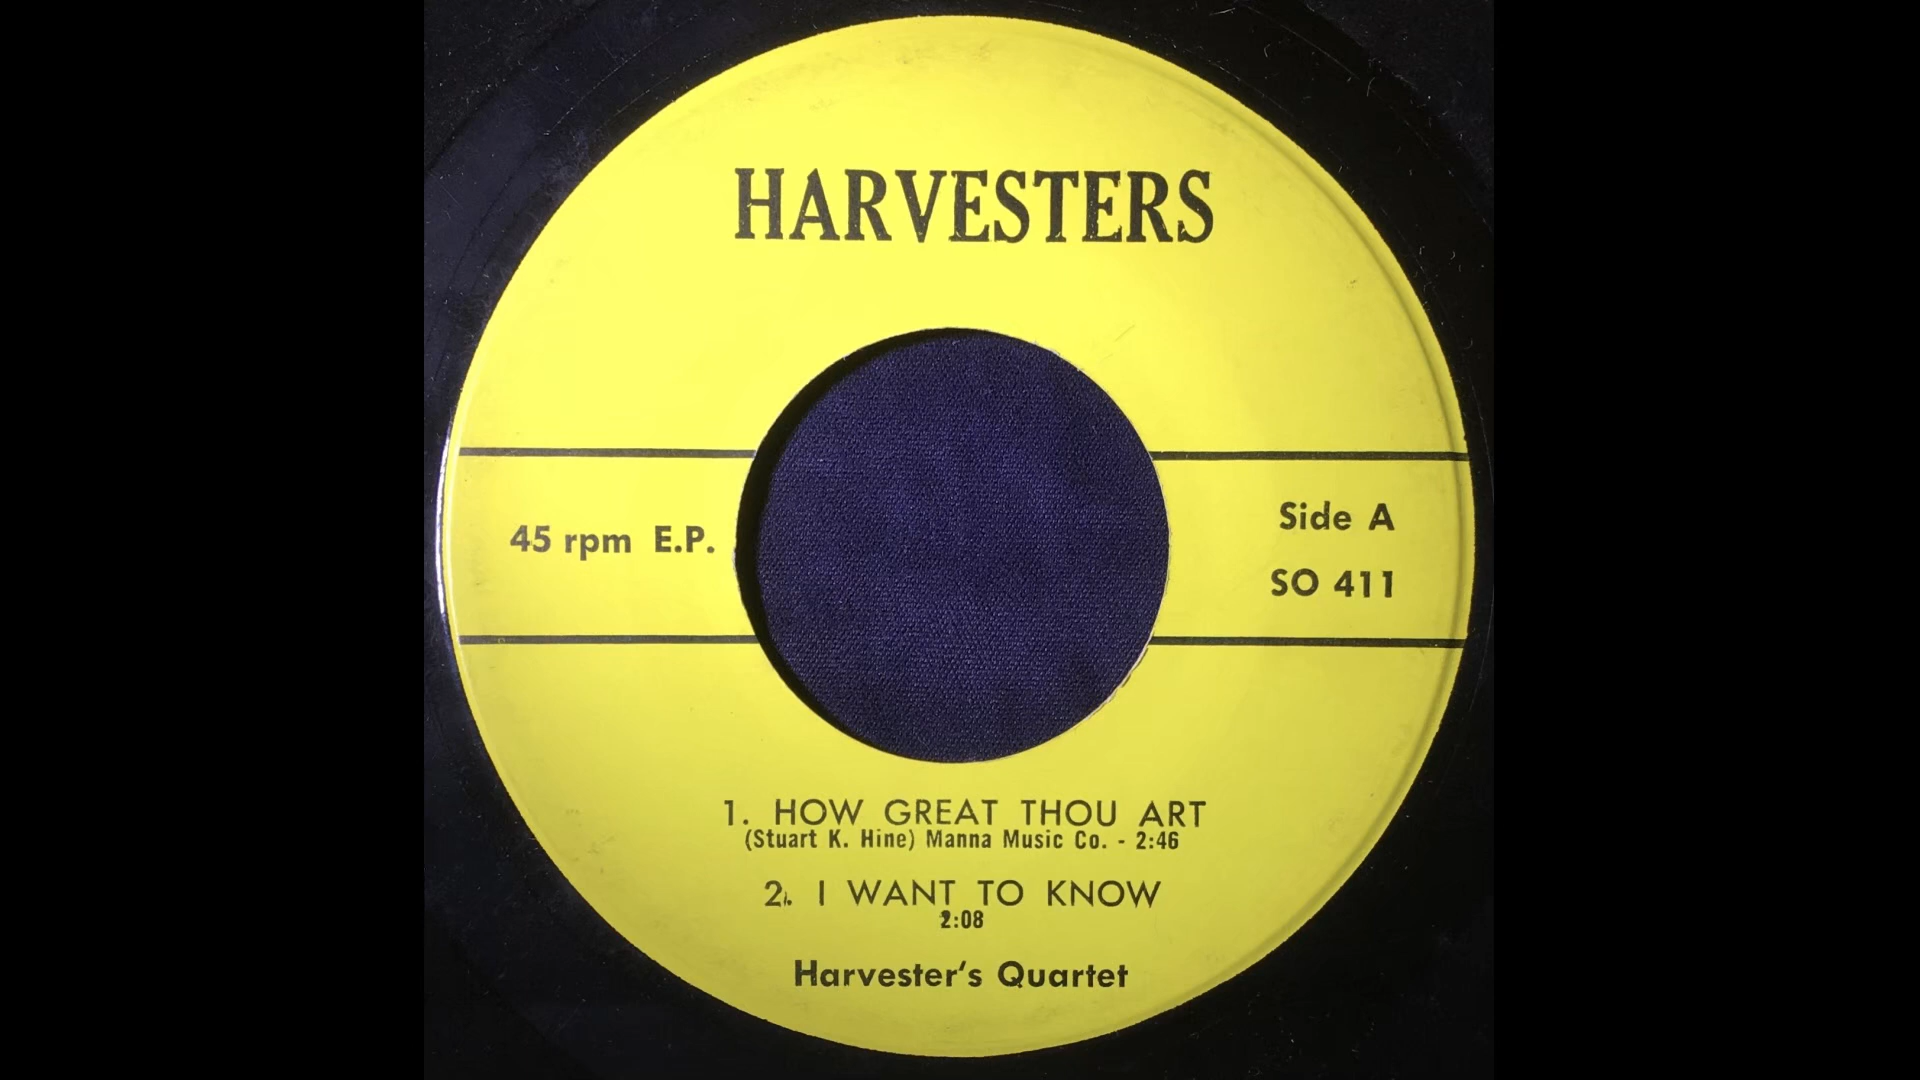 HARVESTERS
45 rpm E.P.
Side A
SO 411
1. HOW GREAT THOU ART
(Stuart K. Hine) Manna Music Co. - 2:46
2. I WANT TO KNOW
2:08
Harvester's Quartet